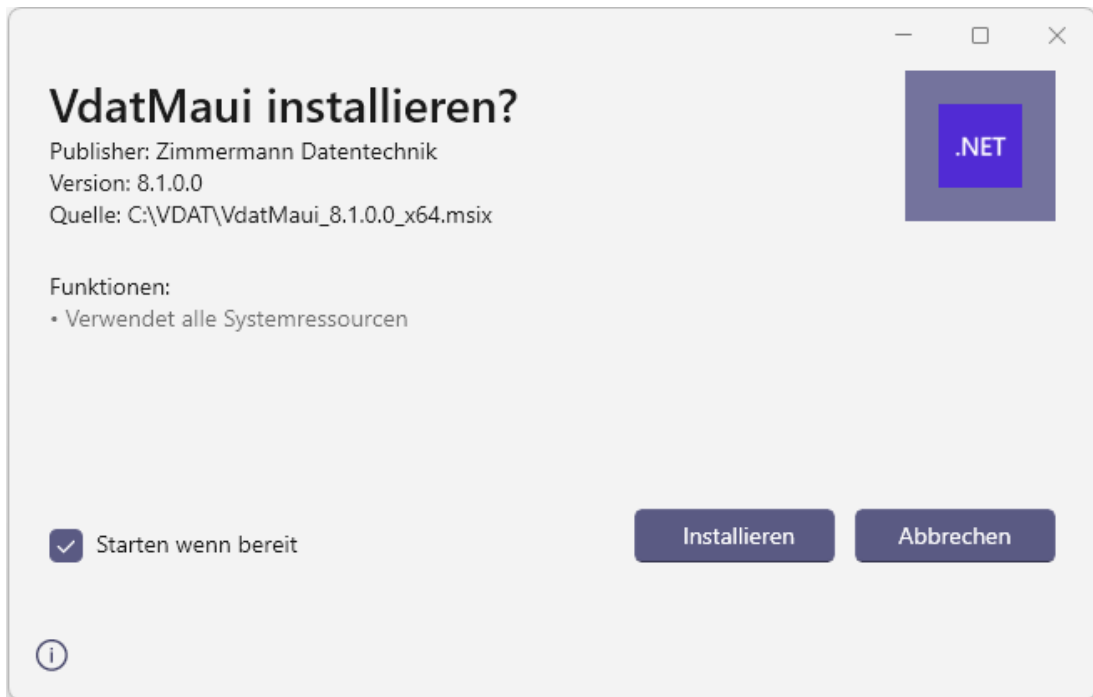 VdatMaui installieren?
Publisher: Zimmermann Datentechnik
Version: 8.1.0.0
Quelle: C:\VDAT\VdatMaui_8.1.0.0_x64.msix
.NET
Funktionen:
• Verwendet alle Systemressourcen
Starten wenn bereit
Installieren
Abbrechen